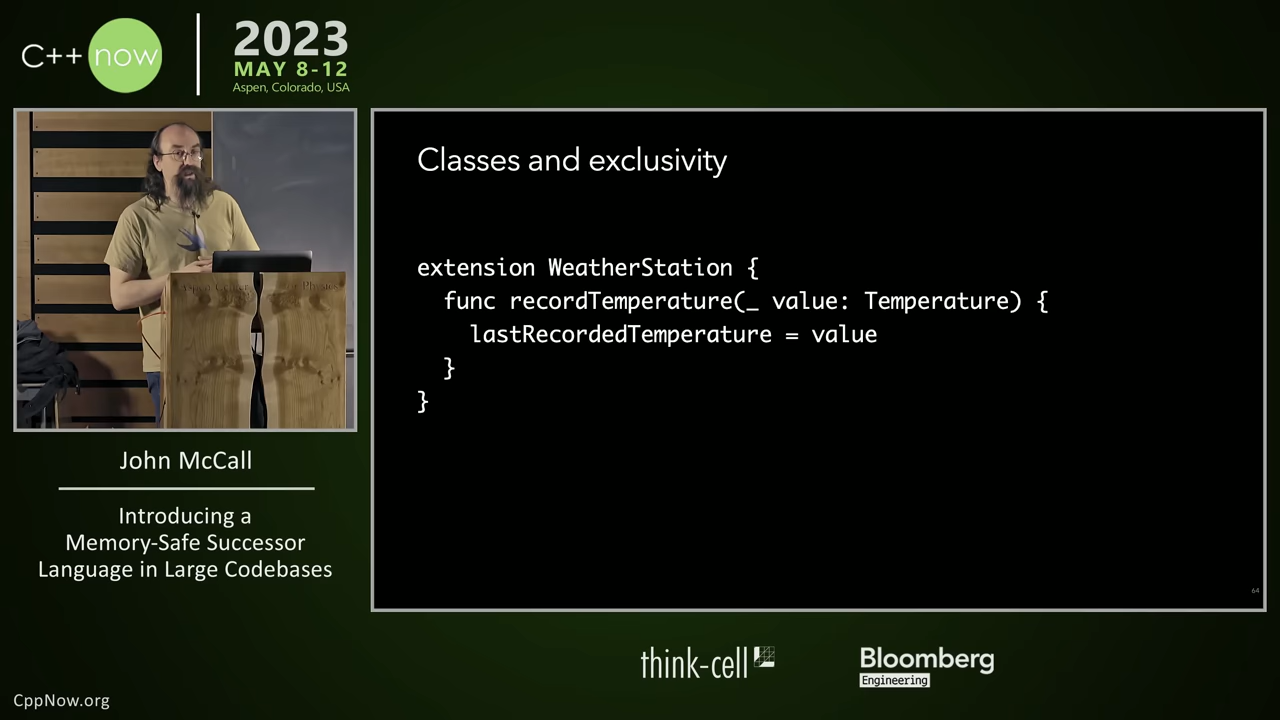 C++ now
2023
MAY 8-12
Aspen, Colorado, USA
John McCall
Introducing a
Memory-Safe Successor
Language in Large Codebases
Classes and exclusivity
extension WeatherStation {
  func recordTemperature(_ value: Temperature) {
    lastRecordedTemperature = value
  }
}
64
think-cell
Bloomberg
Engineering
CppNow.org